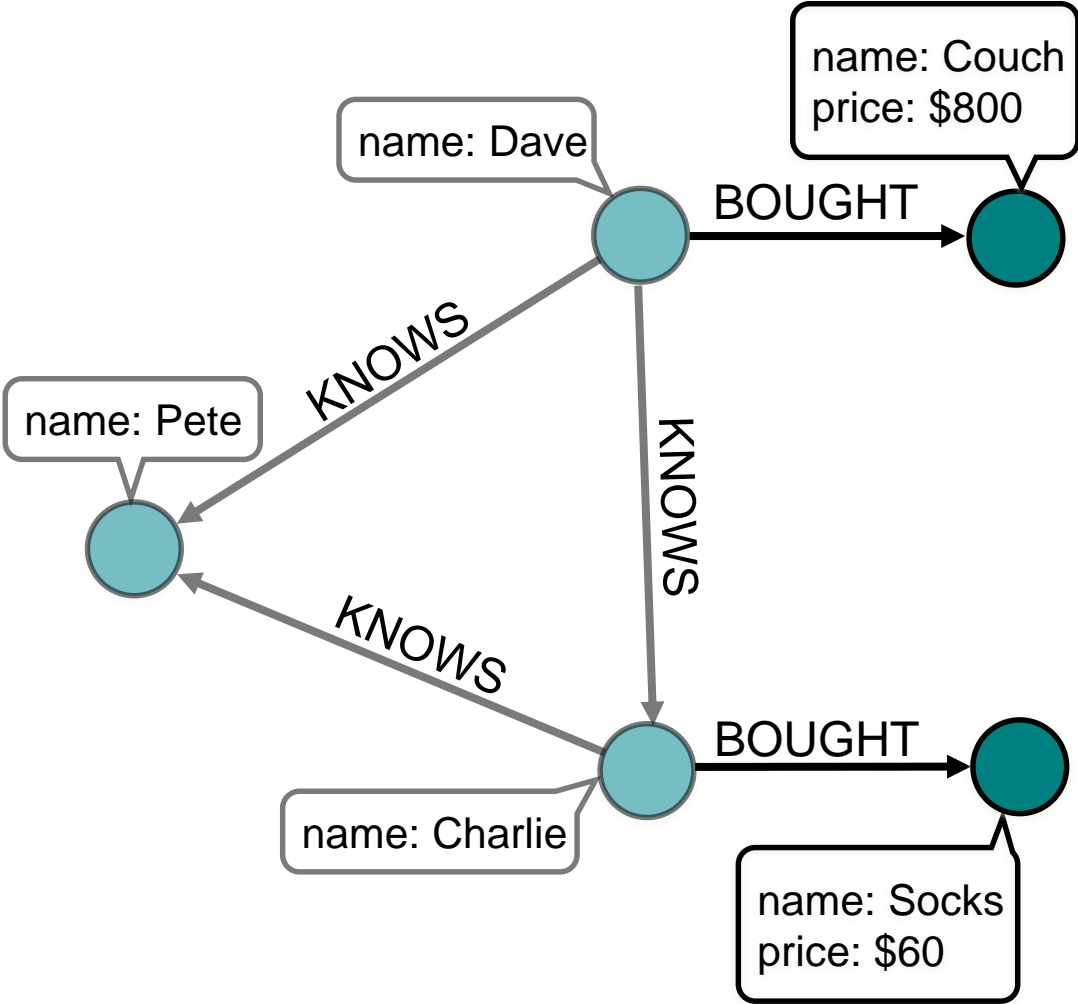 name: Couch
price: $800
name: Dave
BOUGHT
KNOWS
name: Pete
KNOWS
KNOWS
BOUGHT
name: Charlie
name: Socks
price: $60